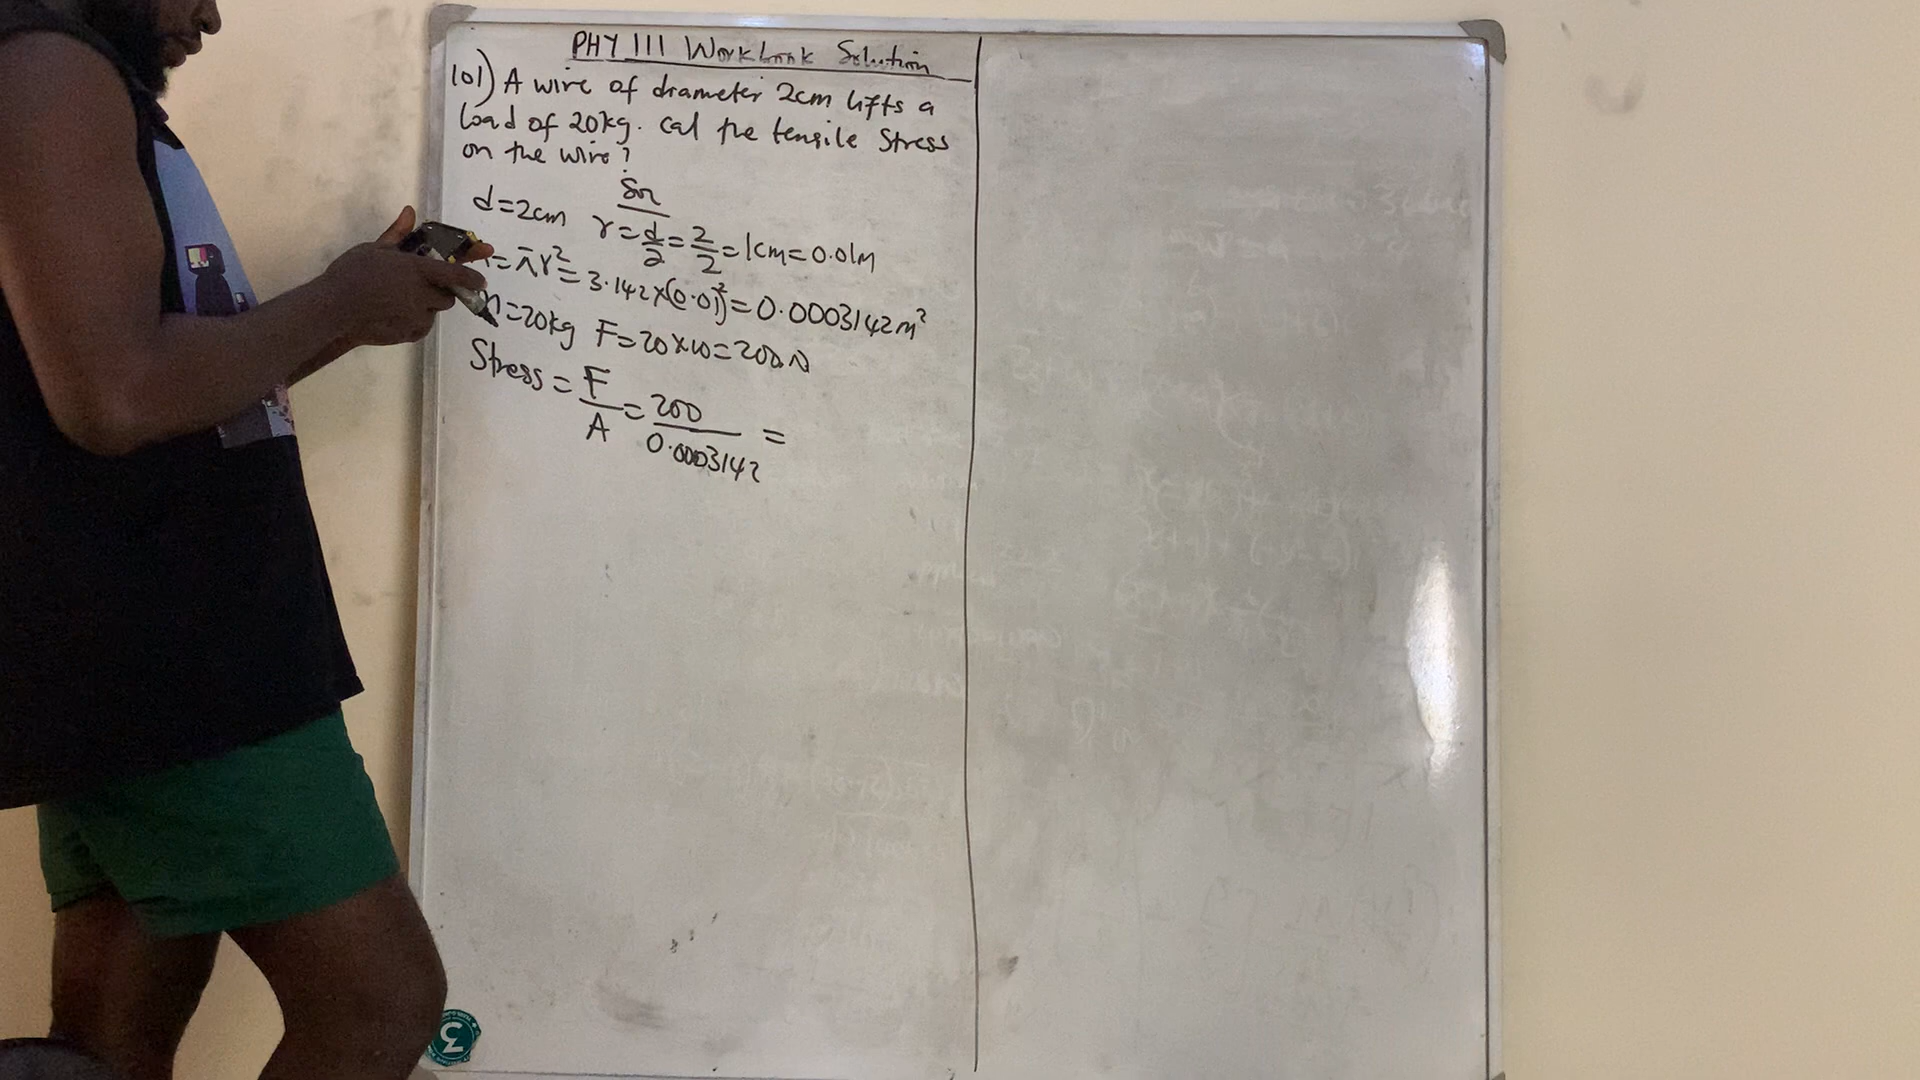 PHY 111 Workbook Solution
101) A wire of diameter 2cm lifts a
load of 20kg. Cal the tensile Stress
on the wire?
Sol
d=2cm r=d/2=2/2=1cm=0.01m
=πr²=3.142×(0.01)²=0.0003142m²
m=20kg F=20×10=200N
Stress=F/A=200/0.0003142=
3